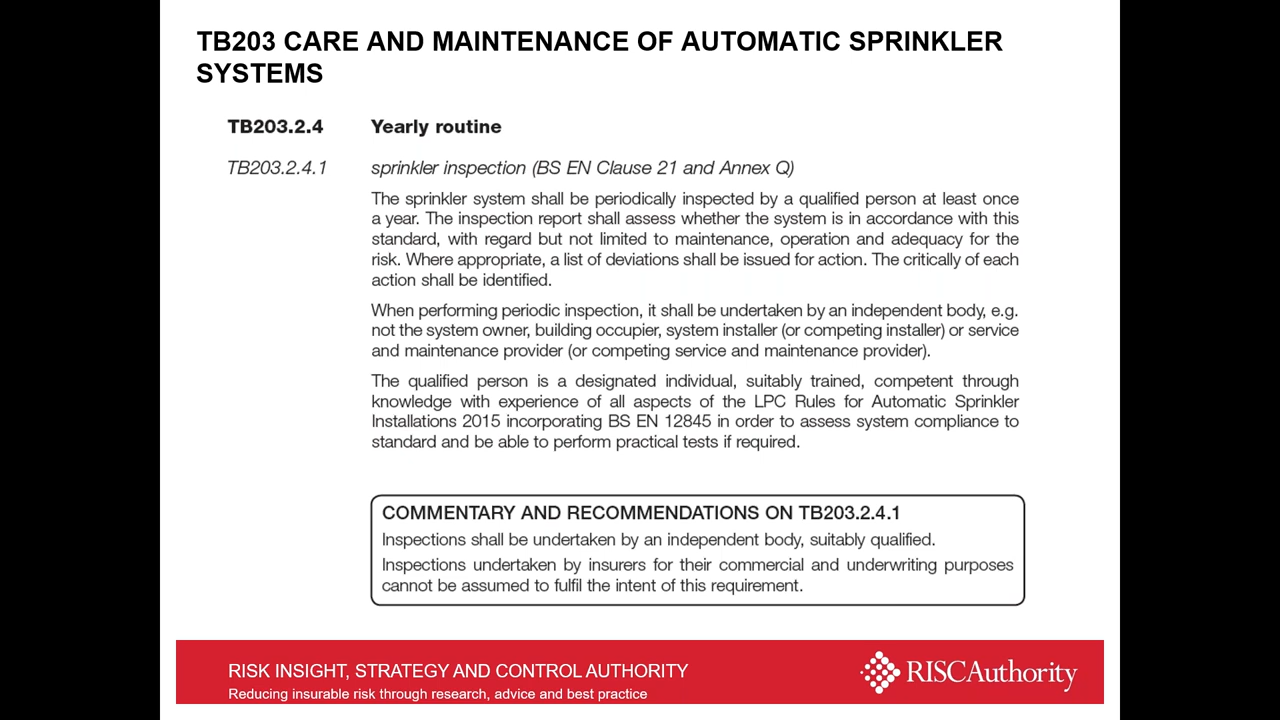 TB203 CARE AND MAINTENANCE OF AUTOMATIC SPRINKLER
SYSTEMS
TB203.2.4 Yearly routine
TB203.2.4.1 sprinkler inspection (BS EN Clause 21 and Annex Q)
The sprinkler system shall be periodically inspected by a qualified person at least once
a year. The inspection report shall assess whether the system is in accordance with this
standard, with regard but not limited to maintenance, operation and adequacy for the
risk. Where appropriate, a list of deviations shall be issued for action. The critically of each
action shall be identified.
When performing periodic inspection, it shall be undertaken by an independent body, e.g.
not the system owner, building occupier, system installer (or competing installer) or service
and maintenance provider (or competing service and maintenance provider).
The qualified person is a designated individual, suitably trained, competent through
knowledge with experience of all aspects of the LPC Rules for Automatic Sprinkler
Installations 2015 incorporating BS EN 12845 in order to assess system compliance to
standard and be able to perform practical tests if required.
COMMENTARY AND RECOMMENDATIONS ON TB203.2.4.1
Inspections shall be undertaken by an independent body, suitably qualified.
Inspections undertaken by insurers for their commercial and underwriting purposes
cannot be assumed to fulfil the intent of this requirement.
RISK INSIGHT, STRATEGY AND CONTROL AUTHORITY
Reducing insurable risk through research, advice and best practice
RISCAuthority